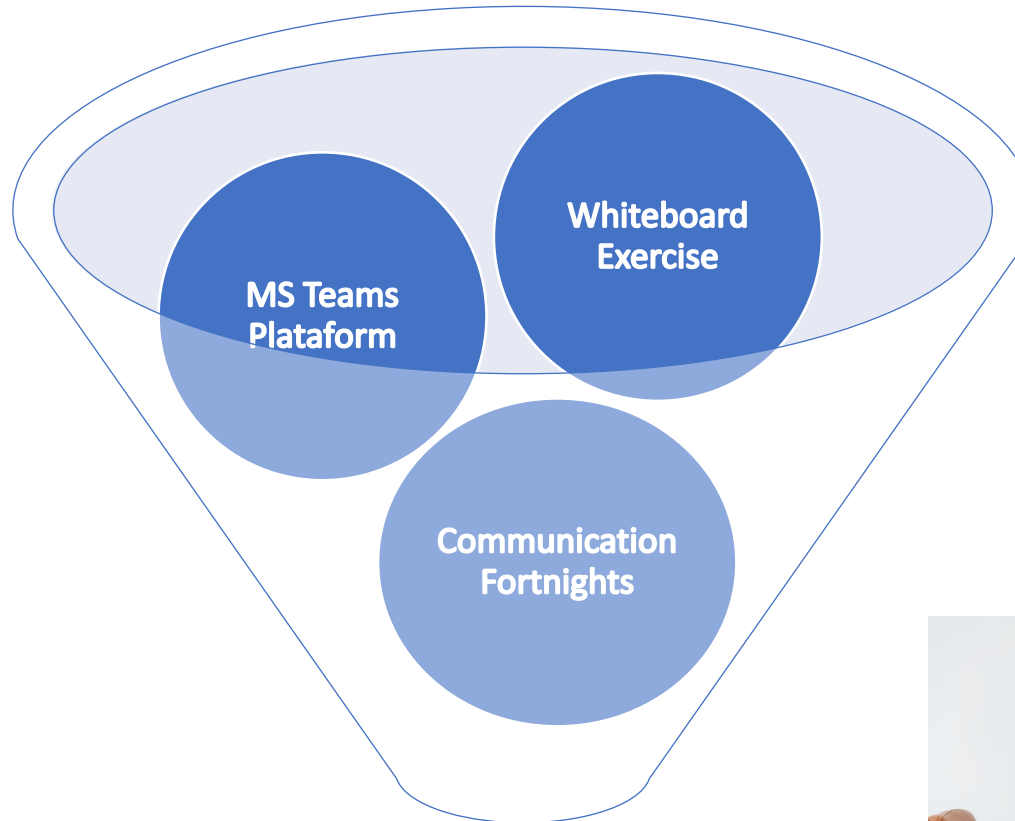 Whiteboard
Exercise
MS Teams
Plataform
Communication
Fortnights